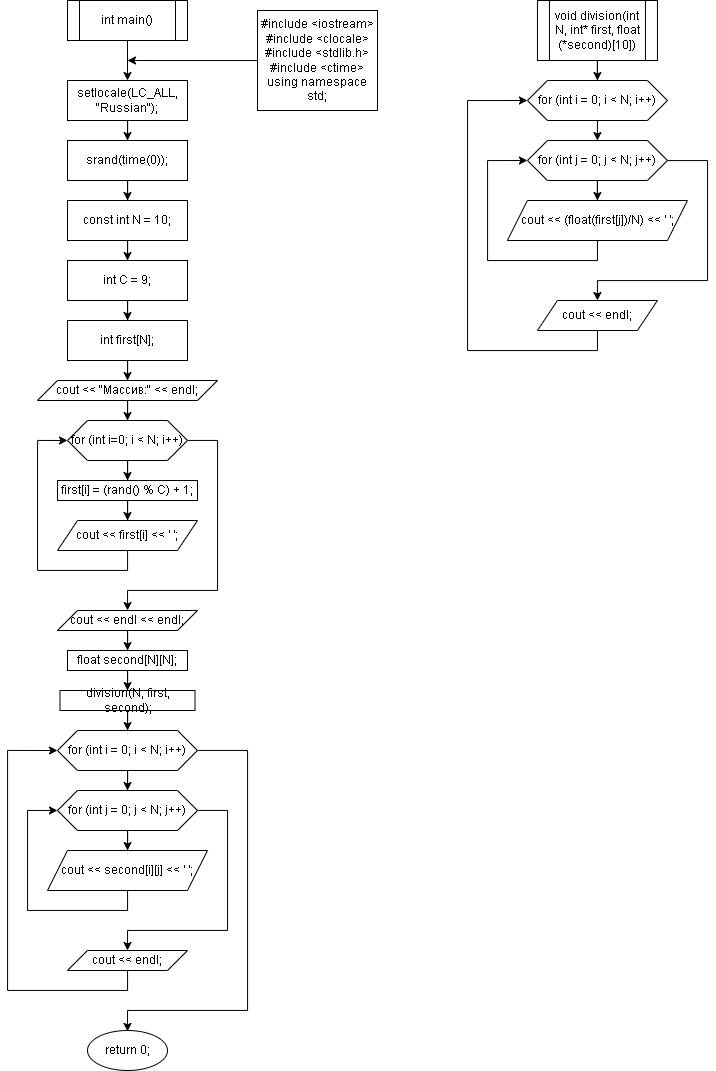 int main()
#include <iostream>
#include <clocale>
#include <stdlib.h>
#include <ctime>
using namespace
std;
setlocale(LC_ALL,
"Russian");
srand(time(0));
const int N = 10;
int C = 9;
int first[N];
cout << "Массив:" << endl;
for (int i=0; i < N; i++)
first[i] = (rand() % C) + 1;
cout << first[i] << ' ';
cout << endl << endl;
float second[N][N];
division(N, first,
second);
for (int i = 0; i < N; i++)
for (int j = 0; j < N; j++)
cout << second[i][j] << ' ';
cout << endl;
return 0;
void division(int
N, int* first, float
(*second)[10])
for (int i = 0; i < N; i++)
for (int j = 0; j < N; j++)
cout << (float(first[j])/N) << ' ';
cout << endl;